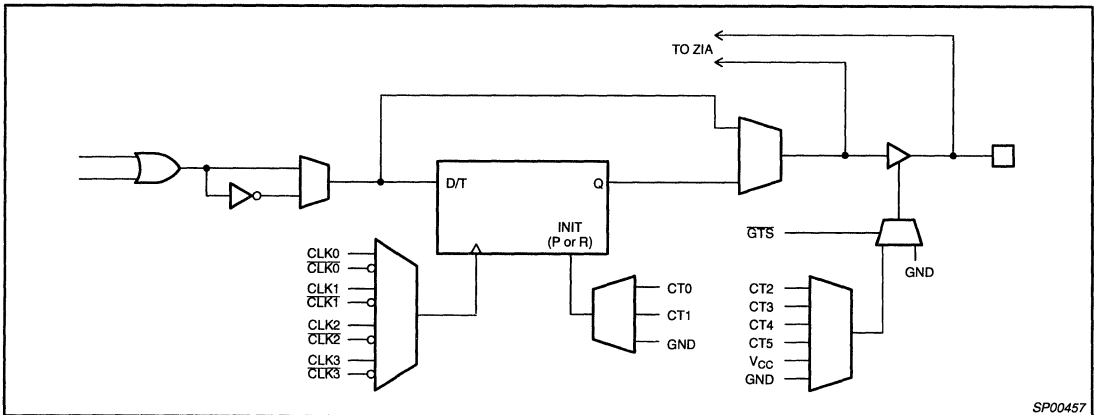 TO ZIA
D/T
Q
INIT
(P or R)
GTS
GND
CLK0
CLK0
CLK1
CLK1
CLK2
CLK2
CLK3
CLK3
CT0
CT1
GND
CT2
CT3
CT4
CT5
VCC
GND
SP00457